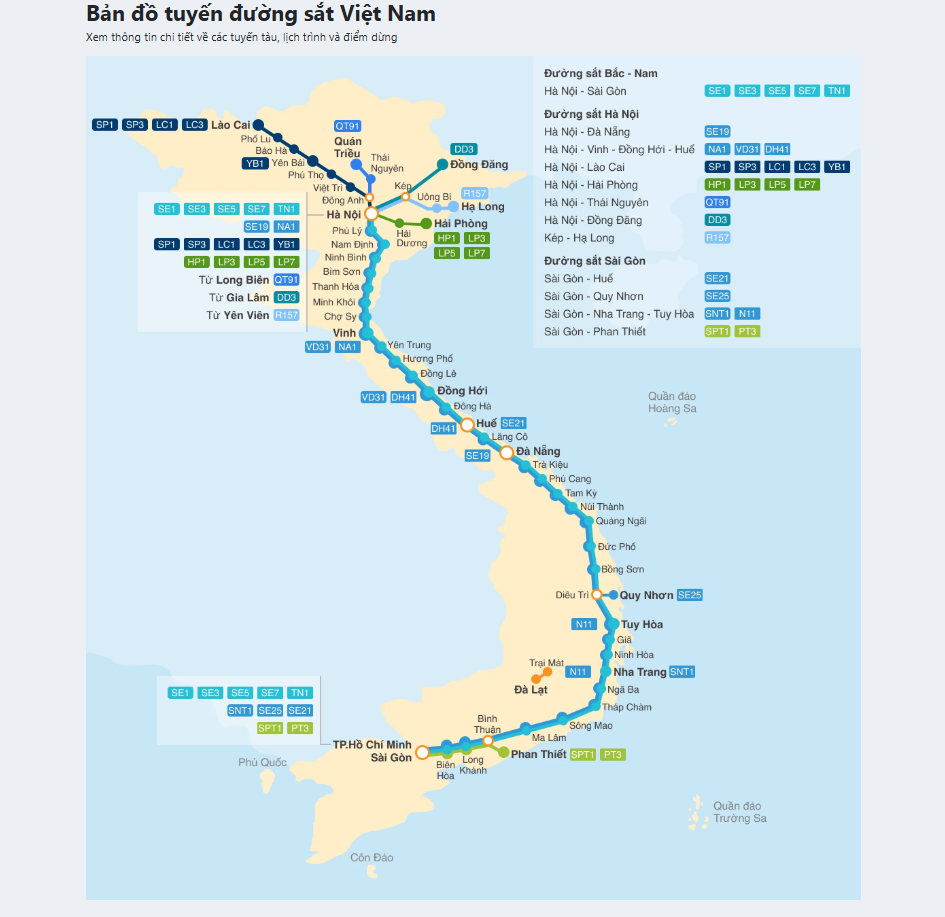 Bản đồ tuyến đường sắt Việt Nam
Xem thông tin chi tiết về các tuyến tàu, lịch trình và điểm dừng
Đường sắt Bắc - Nam
Hà Nội - Sài Gòn SE1 SE3 SE5 SE7 TN1
Đường sắt Hà Nội
Hà Nội - Đà Nẵng SE19
Hà Nội - Vinh - Đồng Hới - Huế NA1 VD31 DH41
Hà Nội - Lào Cai SP1 SP3 LC1 LC3 YB1
Hà Nội - Hải Phòng HP1 LP3 LP5 LP7
Hà Nội - Thái Nguyên QT91
Hà Nội - Đồng Đăng DD3
Kép - Hạ Long R157
Đường sắt Sài Gòn
Sài Gòn - Huế SE21
Sài Gòn - Quy Nhơn SE25
Sài Gòn - Nha Trang - Tuy Hòa SNT1 N11
Sài Gòn - Phan Thiết SPT1 PT3
SP1 SP3 LC1 LC3 Lào Cai
Phố Lu
Bảo Hà
YB1 Yên Bái
Phú Thọ
Việt Trì
Đông Anh
QT91
Quán
Triều
Thái
Nguyên
DD3
Đồng Đăng
Kép
Uông Bí
R157
Hạ Long
Hải Phòng
Hải
Dương
HP1 LP3
LP5 LP7
SE1 SE3 SE5 SE7 TN1
SE19 NA1
SP1 SP3 LC1 LC3 YB1
HP1 LP3 LP5 LP7
Từ Long Biên QT91
Từ Gia Lâm DD3
Từ Yên Viên R157
Hà Nội
Phủ Lý
Nam Định
Ninh Bình
Bỉm Sơn
Thanh Hóa
Minh Khôi
Chợ Sy
Vinh
VD31 NA1
Yên Trung
Hương Phố
Đồng Lê
Đồng Hới
VD31 DH41
Đông Hà
Huế SE21
DH41
Lăng Cô
Đà Nẵng
SE19
Trà Kiệu
Phú Cang
Tam Kỳ
Núi Thành
Quảng Ngãi
Đức Phổ
Bồng Sơn
Diêu Trì
Quy Nhơn SE25
N11
Tuy Hòa
Giã
Ninh Hòa
N11
Nha Trang SNT1
Trại Mát
Đà Lạt
Ngã Ba
Tháp Chàm
Sông Mao
Ma Lâm
Bình
Thuận
Phan Thiết SPT1 PT3
Long
Khánh
Biên
Hòa
SE1 SE3 SE5 SE7 TN1
SNT1 SE25 SE21
SPT1 PT3
TP.Hồ Chí Minh
Sài Gòn
Quần đảo
Hoàng Sa
Quần đảo
Trường Sa
Phú Quốc
Côn Đảo